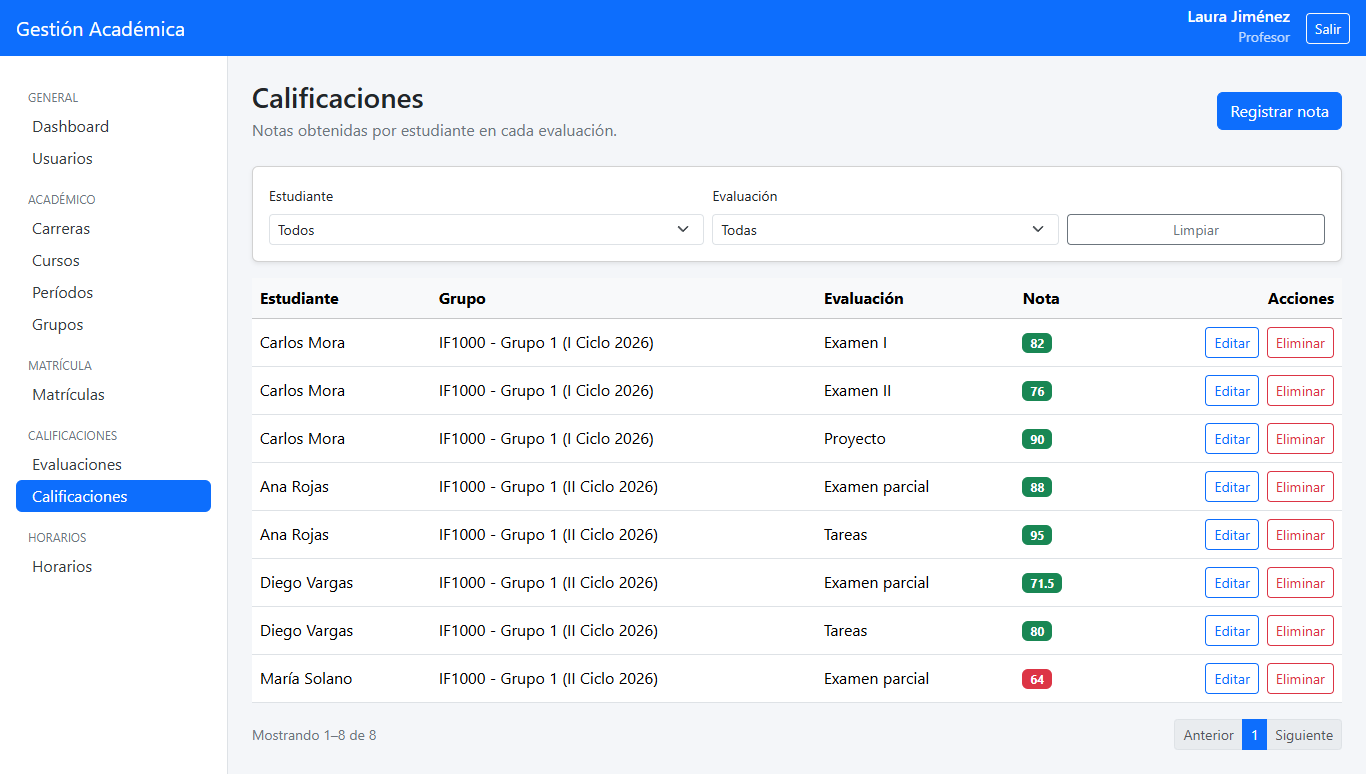 Gestión Académica
Laura Jiménez
Profesor
Salir
GENERAL
Dashboard
Usuarios
ACADÉMICO
Carreras
Cursos
Períodos
Grupos
MATRÍCULA
Matrículas
CALIFICACIONES
Evaluaciones
Calificaciones
HORARIOS
Horarios
Calificaciones
Notas obtenidas por estudiante en cada evaluación.
Registrar nota
Estudiante Evaluación
Todos Todas Limpiar
Estudiante Grupo Evaluación Nota Acciones
Carlos Mora IF1000 - Grupo 1 (I Ciclo 2026) Examen I 82 Editar Eliminar
Carlos Mora IF1000 - Grupo 1 (I Ciclo 2026) Examen II 76 Editar Eliminar
Carlos Mora IF1000 - Grupo 1 (I Ciclo 2026) Proyecto 90 Editar Eliminar
Ana Rojas IF1000 - Grupo 1 (II Ciclo 2026) Examen parcial 88 Editar Eliminar
Ana Rojas IF1000 - Grupo 1 (II Ciclo 2026) Tareas 95 Editar Eliminar
Diego Vargas IF1000 - Grupo 1 (II Ciclo 2026) Examen parcial 71.5 Editar Eliminar
Diego Vargas IF1000 - Grupo 1 (II Ciclo 2026) Tareas 80 Editar Eliminar
María Solano IF1000 - Grupo 1 (II Ciclo 2026) Examen parcial 64 Editar Eliminar
Mostrando 1–8 de 8 Anterior 1 Siguiente